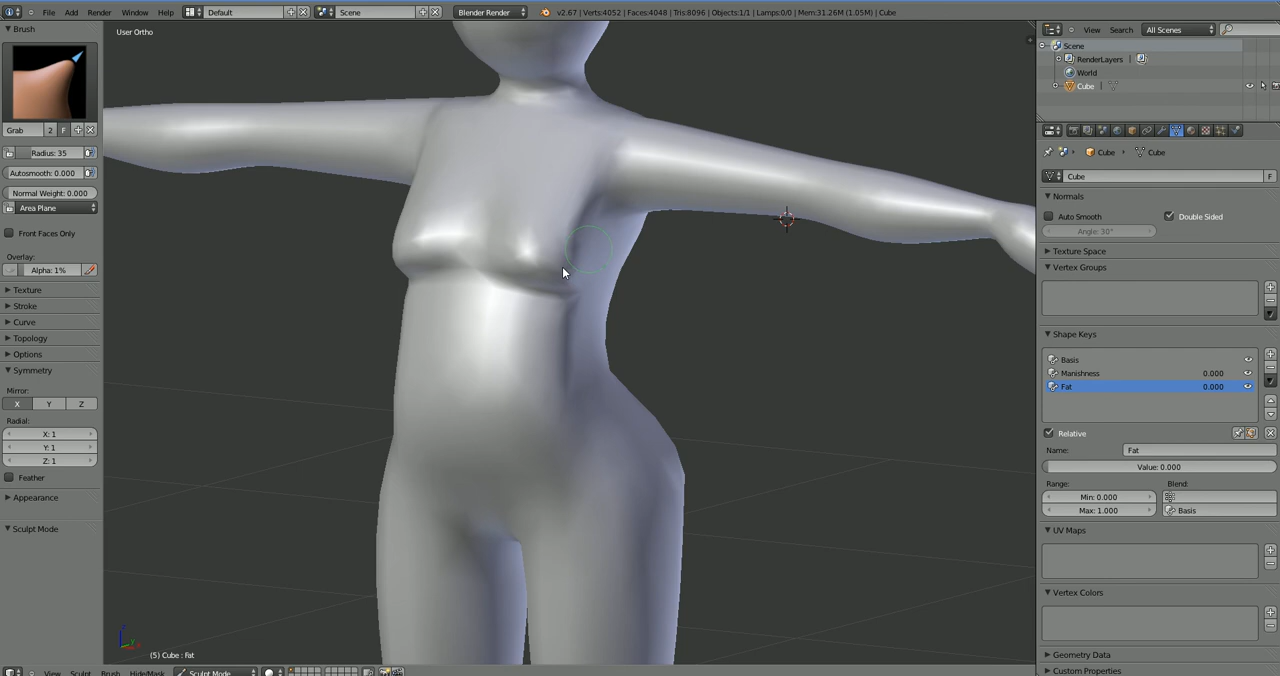 File Add Render Window Help Default Scene Blender Render v2.67 | Verts:4052 | Faces:4048 | Tris:8096 | Objects:1/1 | Lamps:0/0 | Mem:31.26M (1.05M) | Cube
Brush
User Ortho
Grab 2 F
Radius: 35
Autosmooth: 0.000
Normal Weight: 0.000
Area Plane
Front Faces Only
Overlay:
Alpha: 1%
Texture
Stroke
Curve
Topology
Options
Symmetry
Mirror:
X Y Z
Radial:
X: 1
Y: 1
Z: 1
Feather
Appearance
Sculpt Mode
(5) Cube : Fat
View Sculpt Brush Hide/Mask Sculpt Mode
View Search All Scenes
Scene
RenderLayers |
World
Cube |
Cube Cube
Cube F
Normals
Auto Smooth Double Sided
Angle: 30°
Texture Space
Vertex Groups
Shape Keys
Basis
Manishness 0.000
Fat 0.000
Relative
Name: Fat
Value: 0.000
Range: Blend:
Min: 0.000
Max: 1.000 Basis
UV Maps
Vertex Colors
Geometry Data
Custom Properties